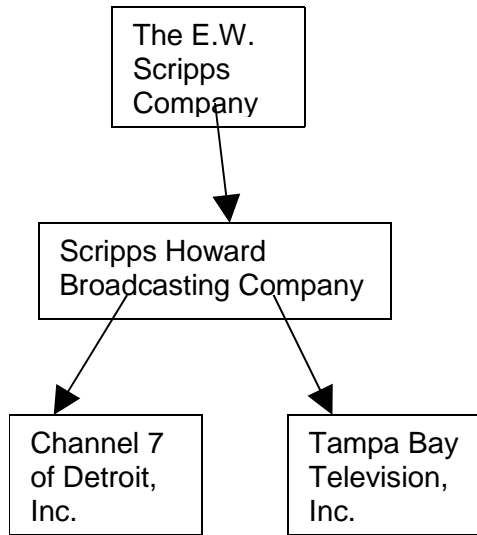 The E.W.
Scripps
Company
Scripps Howard
Broadcasting Company
Channel 7
of Detroit,
Inc.
Tampa Bay
Television,
Inc.